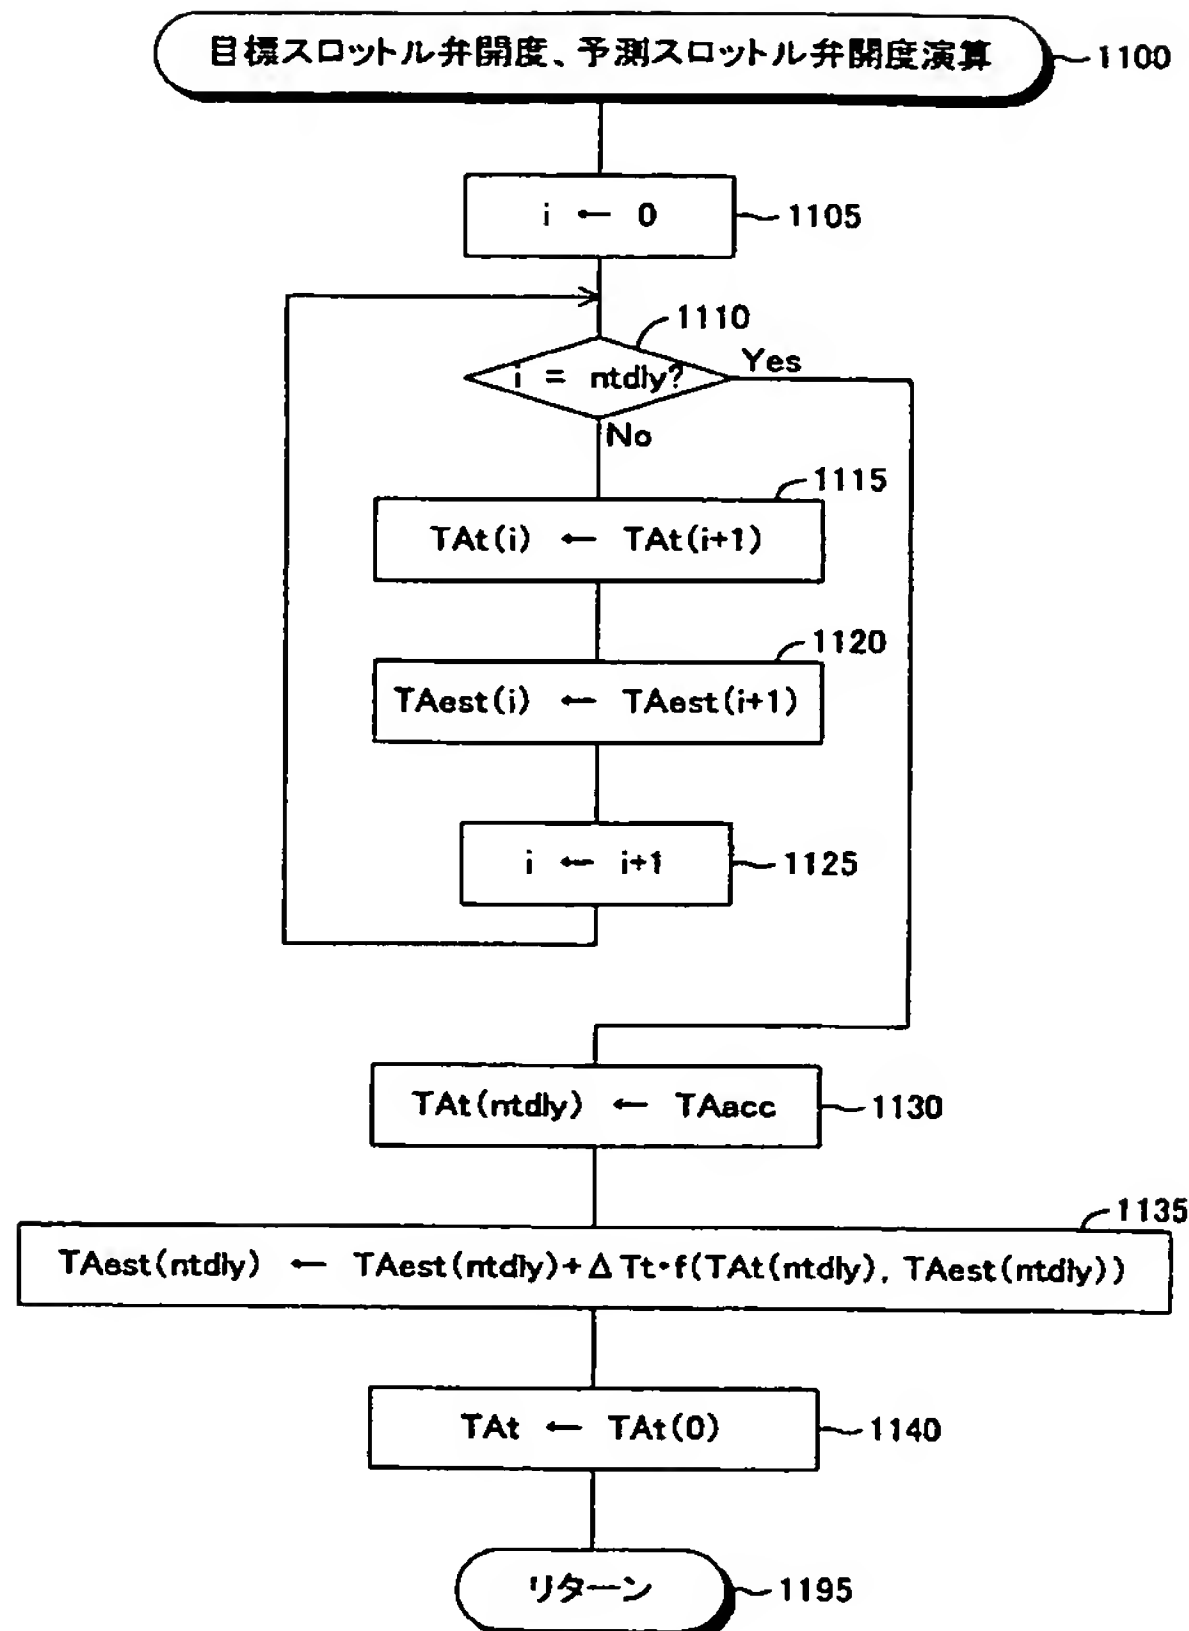 目標スロットル弁開度、予測スロットル弁開度演算
1100
i ← 0
1105
1110
i = ntdly?
Yes
No
1115
TAt(i) ← TAt(i+1)
1120
TAest(i) ← TAest(i+1)
i ← i+1
1125
TAt(ntdly) ← TAacc
1130
1135
TAest(ntdly) ← TAest(ntdly)+Δ Tt・f(TAt(ntdly), TAest(ntdly))
TAt ← TAt(0)
1140
リターン
1195